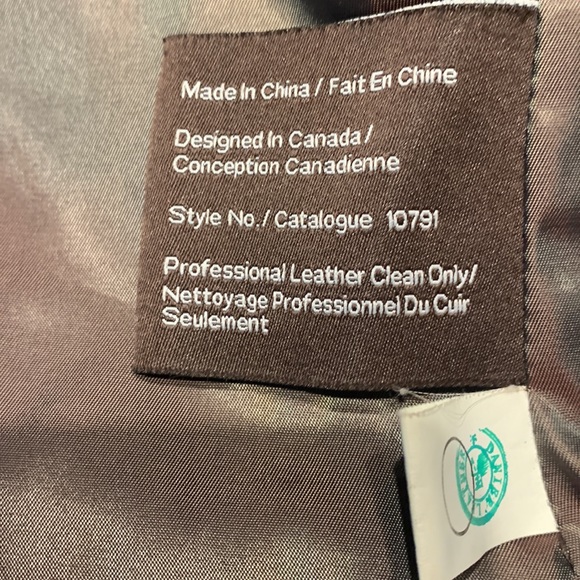 Made In China / Fait En Chine
Designed In Canada /
Conception Canadienne
Style No./ Catalogue 10791
Professional Leather Clean Only/
Nettoyage Professionnel Du Cuir
Seulement